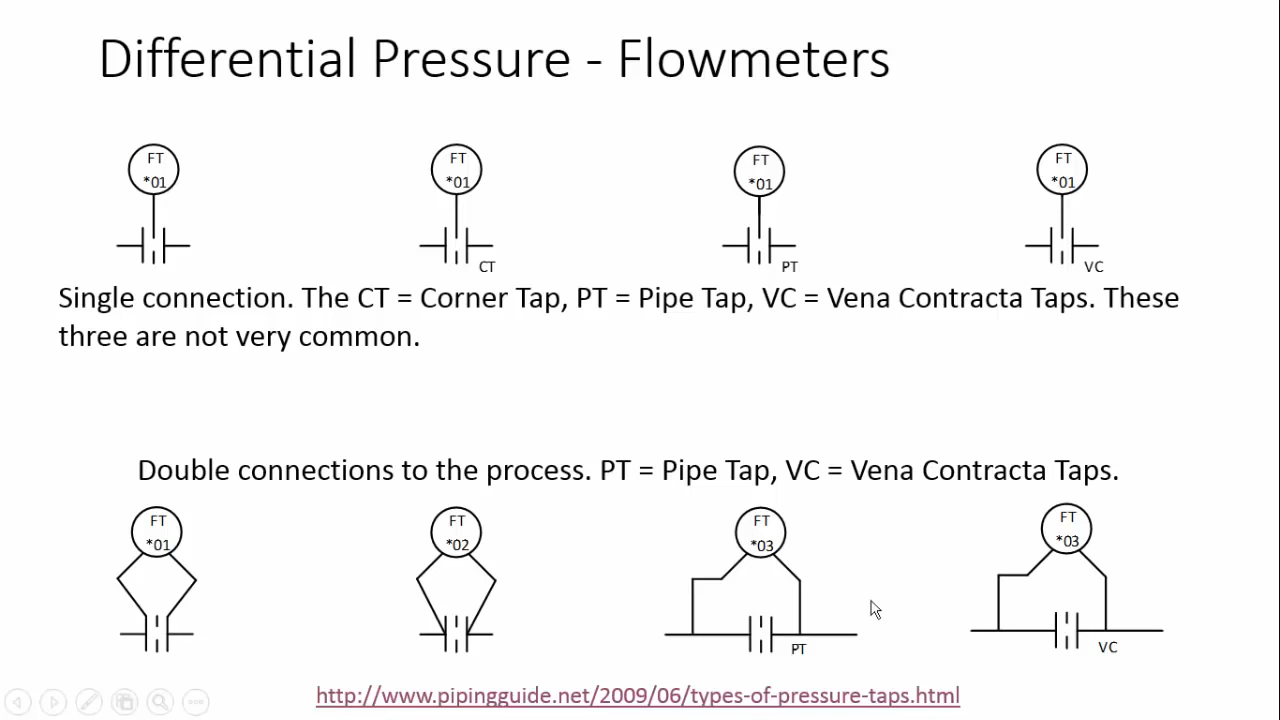 Differential Pressure - Flowmeters
FT FT FT FT
*01 *01 *01 *01
CT PT VC
Single connection. The CT = Corner Tap, PT = Pipe Tap, VC = Vena Contracta Taps. These
three are not very common.
Double connections to the process. PT = Pipe Tap, VC = Vena Contracta Taps.
FT FT FT FT
*01 *02 *03 *03
PT VC
http://www.pipingguide.net/2009/06/types-of-pressure-taps.html